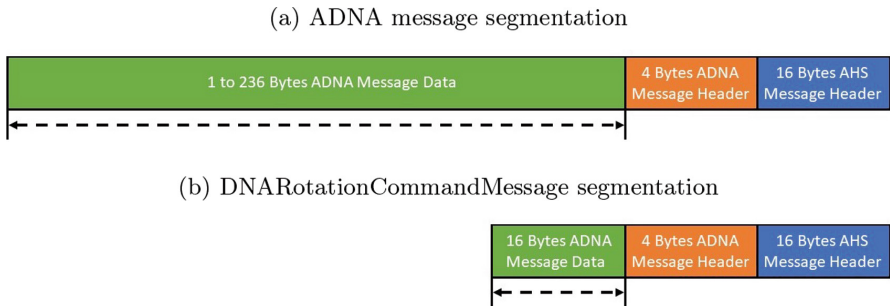 (a) ADNA message segmentation
1 to 236 Bytes ADNA Message Data
4 Bytes ADNA
Message Header
16 Bytes AHS
Message Header
(b) DNARotationCommandMessage segmentation
16 Bytes ADNA
Message Data
4 Bytes ADNA
Message Header
16 Bytes AHS
Message Header